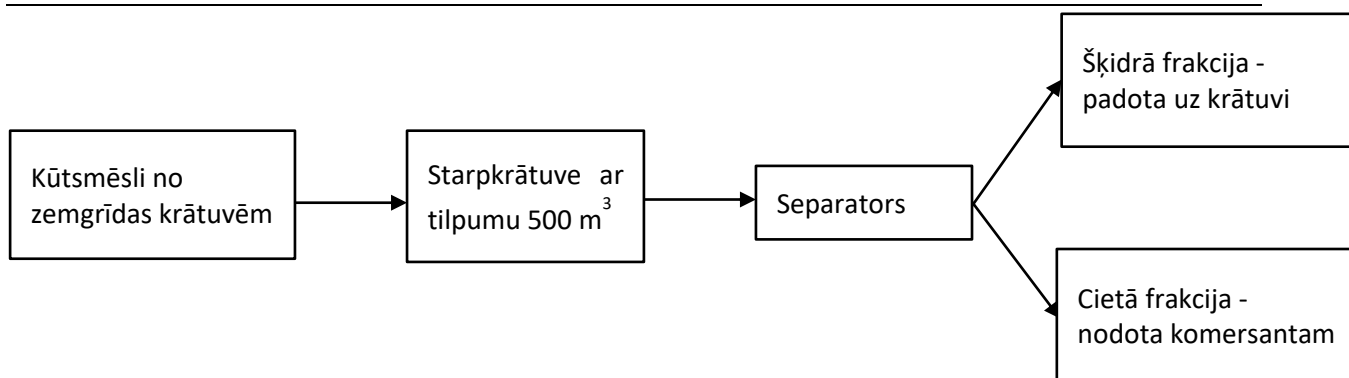 Kūtsmēsli no
zemgrīdas krātuvēm
Starpkrātuve ar
tilpumu 500 m³
Separators
Šķidrā frakcija -
padota uz krātuvi
Cietā frakcija -
nodota komersantam